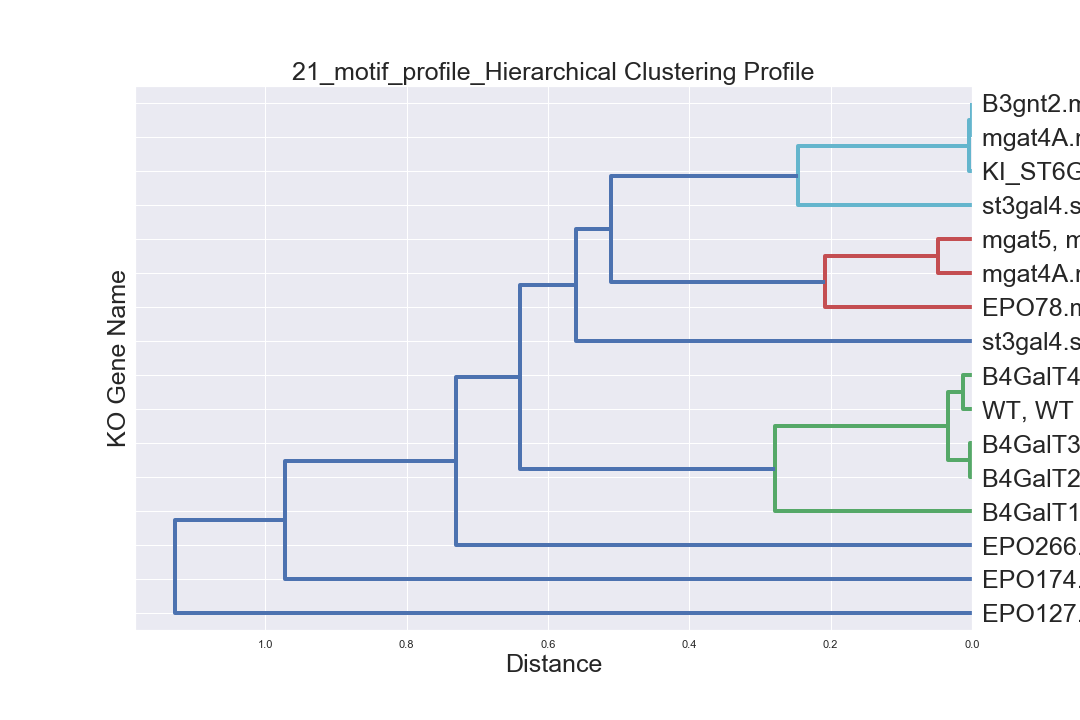 21_motif_profile_Hierarchical Clustering Profile
B3gnt2.m
mgat4A.m
KI_ST6G
st3gal4.s
mgat5, m
mgat4A.m
EPO78.m
st3gal4.s
B4GalT4
WT, WT
B4GalT3
B4GalT2
B4GalT1
EPO266.
EPO174.
EPO127.
KO Gene Name
1.0 0.8 0.6 0.4 0.2 0.0
Distance